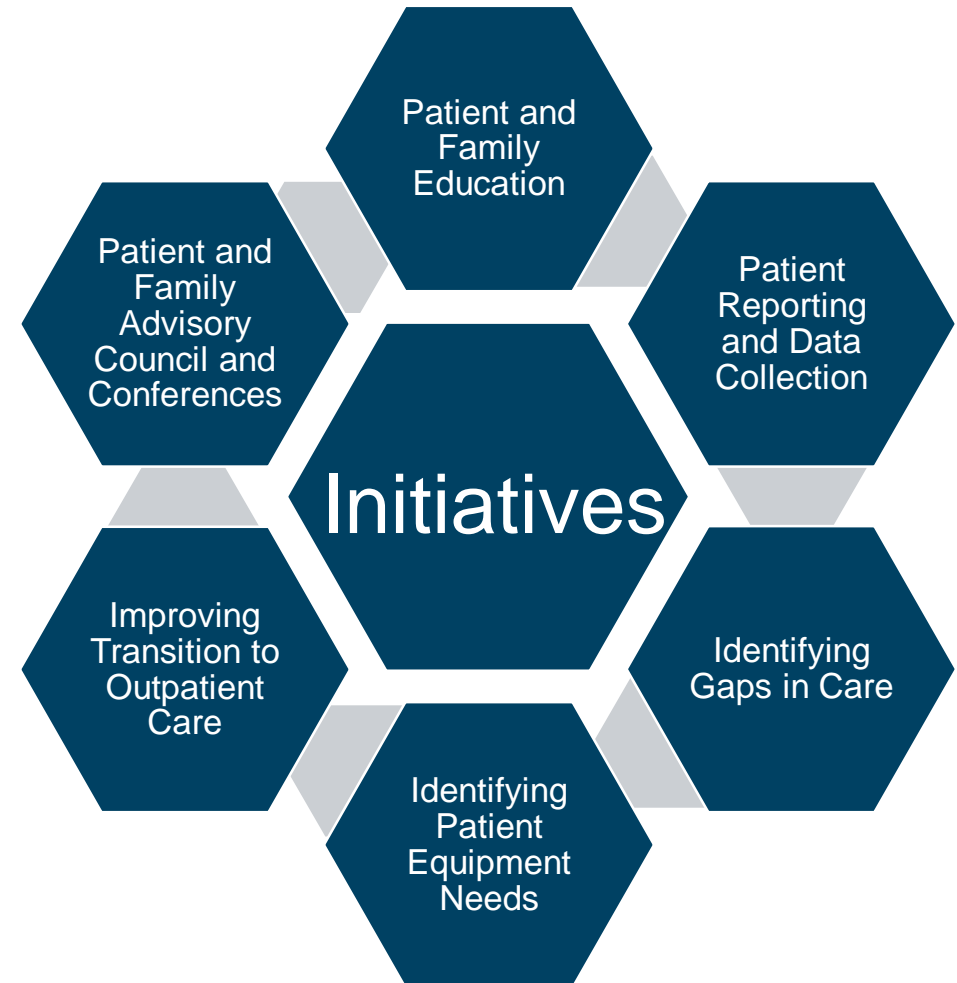 Patient and
Family
Education
Patient
Reporting
and Data
Collection
Identifying
Gaps in Care
Identifying
Patient
Equipment
Needs
Improving
Transition to
Outpatient
Care
Patient and
Family
Advisory
Council and
Conferences
Initiatives